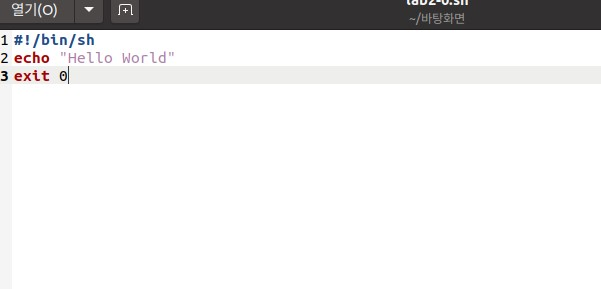 열기(O)
lab2-0.sh
~/바탕화면
1 #!/bin/sh
2 echo "Hello World"
3 exit 0